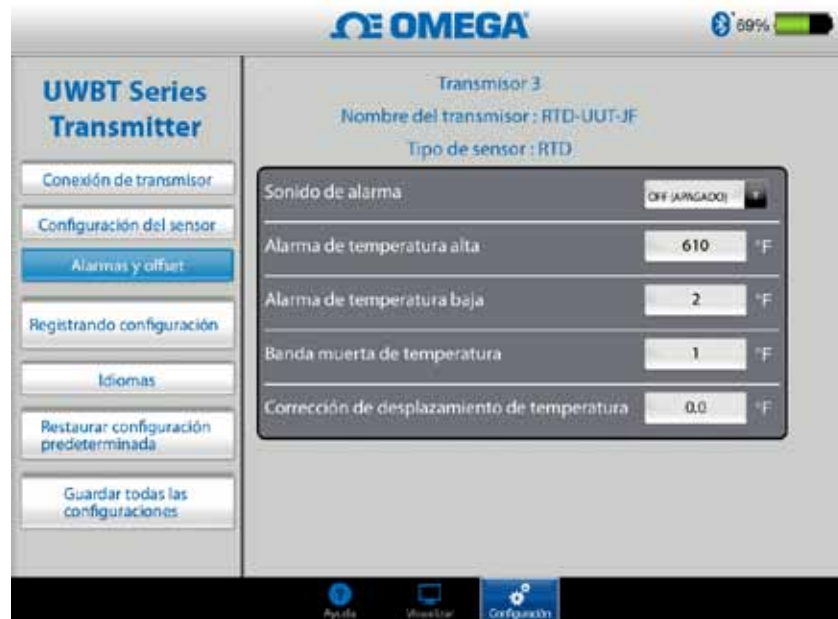 OMEGA
69%
UWBT Series
Transmitter
Conexión de transmisor
Configuración del sensor
Alarmas y offset
Registrando configuración
Idiomas
Restaurar configuración
predeterminada
Guardar todas las
configuraciones
Transmisor 3
Nombre del transmisor : RTD-UUT-JF
Tipo de sensor : RTD
Sonido de alarma OFF (APAGADO)
Alarma de temperatura alta 610 °F
Alarma de temperatura baja 2 °F
Banda muerta de temperatura 1 °F
Corrección de desplazamiento de temperatura 0.0 °F
Ayuda Visualizar Configuración